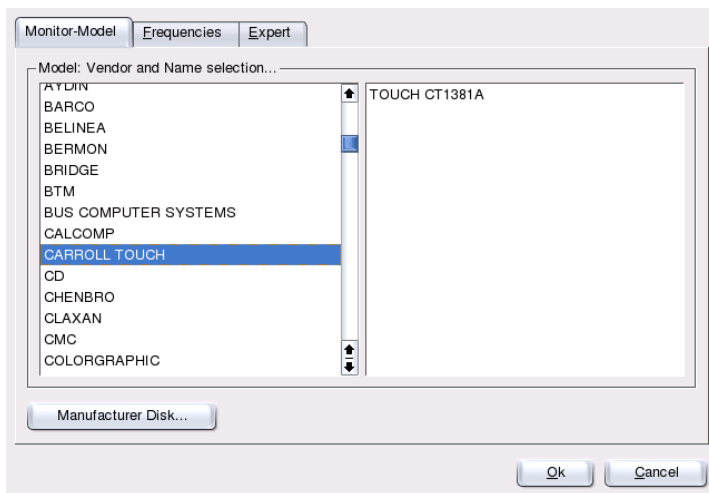 Monitor-Model Frequencies Expert
Model: Vendor and Name selection...
AYDIN
BARCO
BELINEA
BERMON
BRIDGE
BTM
BUS COMPUTER SYSTEMS
CALCOMP
CARROLL TOUCH
CD
CHENBRO
CLAXAN
CMC
COLORGRAPHIC
TOUCH CT1381A
Manufacturer Disk...
Ok Cancel